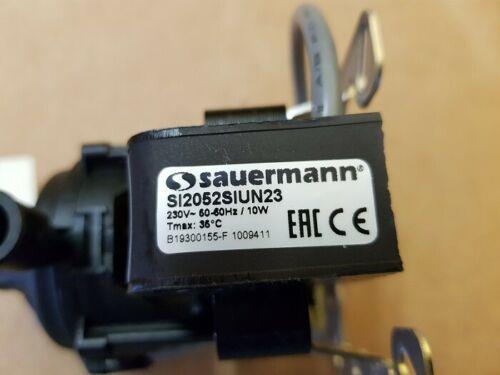 sauermann®
SI2052SIUN23
230V~ 50-60Hz / 10W
Tmax: 35°C
B19300155-F 1009411
EAC CE